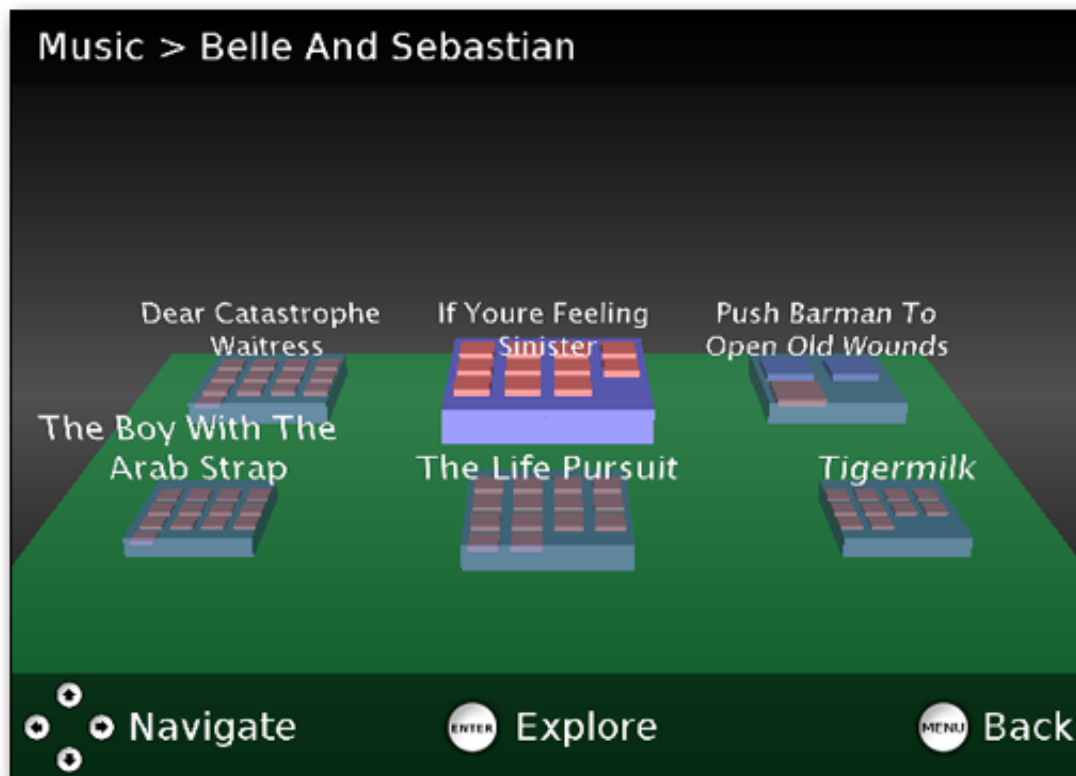 Music > Belle And Sebastian
Dear Catastrophe
Waitress
If Youre Feeling
Sinister
Push Barman To
Open Old Wounds
The Boy With The
Arab Strap
The Life Pursuit
Tigermilk
Navigate
ENTER
Explore
MENU
Back